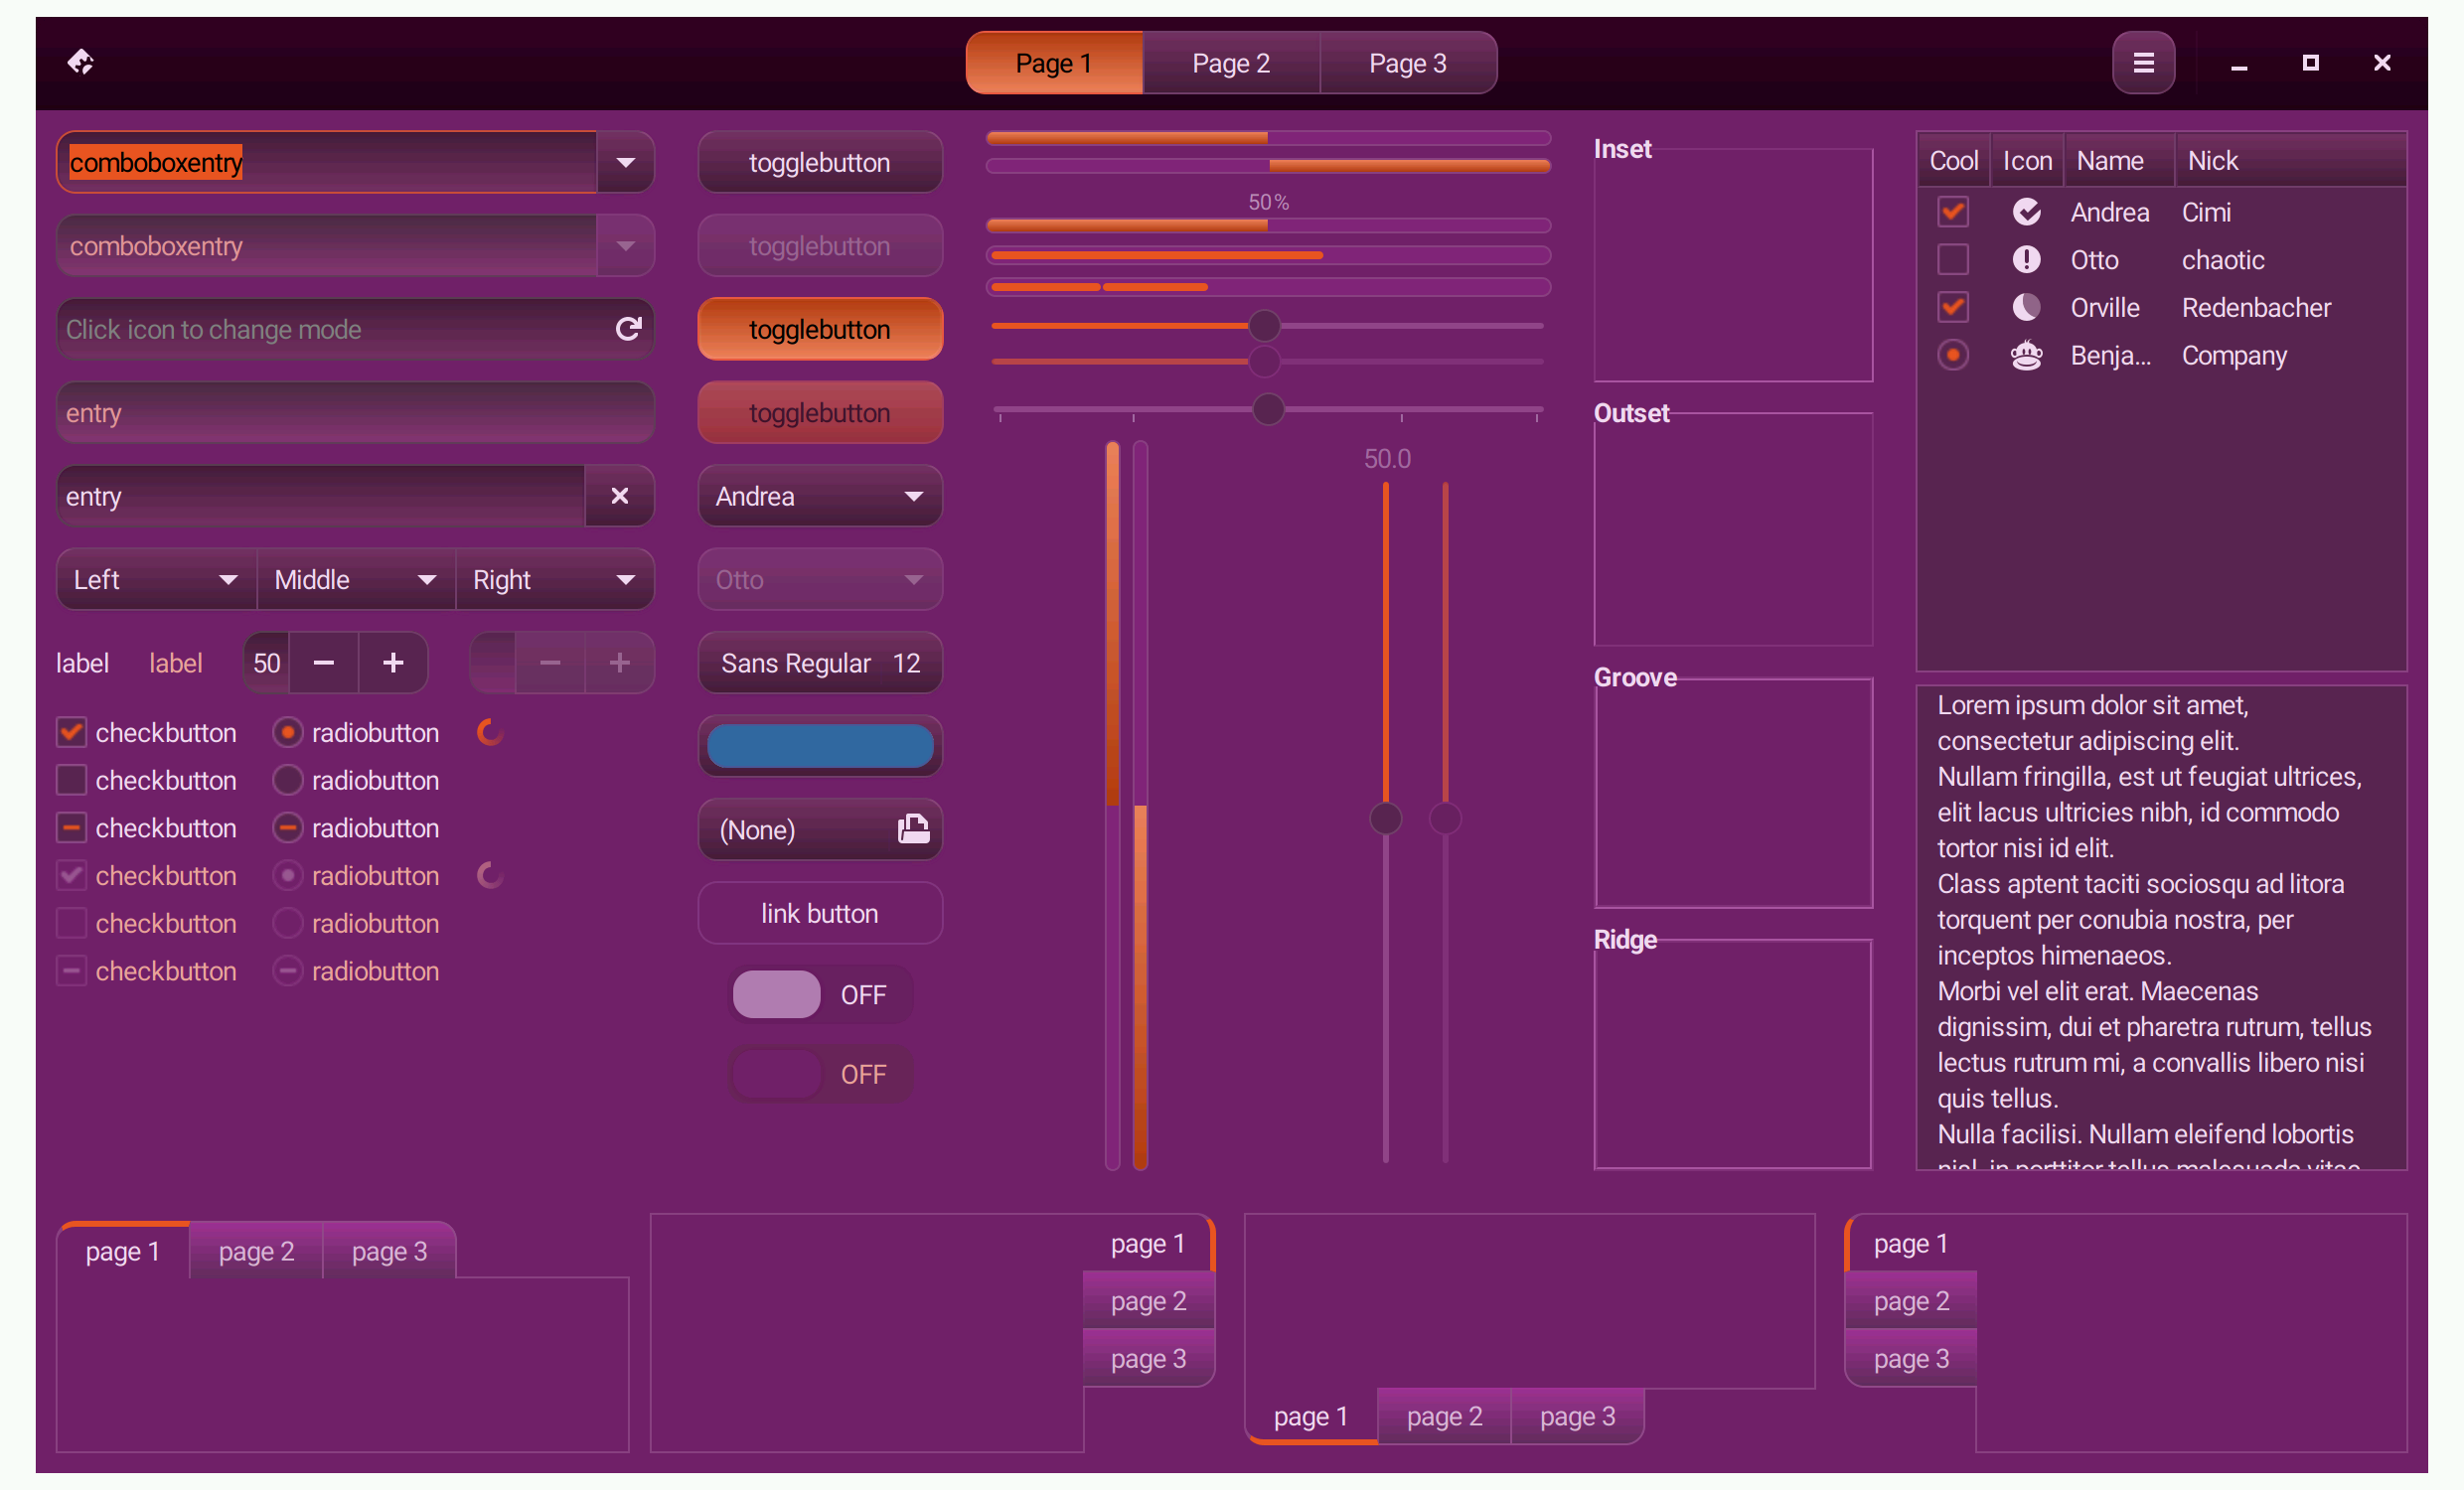 Page 1
Page 2
Page 3
comboboxentry
comboboxentry
Click icon to change mode
entry
entry
Left
Middle
Right
label
label
50
checkbutton
radiobutton
checkbutton
radiobutton
checkbutton
radiobutton
checkbutton
radiobutton
checkbutton
radiobutton
checkbutton
radiobutton
togglebutton
togglebutton
togglebutton
togglebutton
Andrea
Otto
Sans Regular 12
(None)
link button
OFF
OFF
50%
50.0
Inset
Outset
Groove
Ridge
Cool Icon Name Nick
Andrea Cimi
Otto chaotic
Orville Redenbacher
Benja... Company
Lorem ipsum dolor sit amet,
consectetur adipiscing elit.
Nullam fringilla, est ut feugiat ultrices,
elit lacus ultricies nibh, id commodo
tortor nisi id elit.
Class aptent taciti sociosqu ad litora
torquent per conubia nostra, per
inceptos himenaeos.
Morbi vel elit erat. Maecenas
dignissim, dui et pharetra rutrum, tellus
lectus rutrum mi, a convallis libero nisi
quis tellus.
Nulla facilisi. Nullam eleifend lobortis
nisl, in porttitor tellus malesuada vitae.
page 1
page 2
page 3
page 1
page 2
page 3
page 1
page 2
page 3
page 1
page 2
page 3